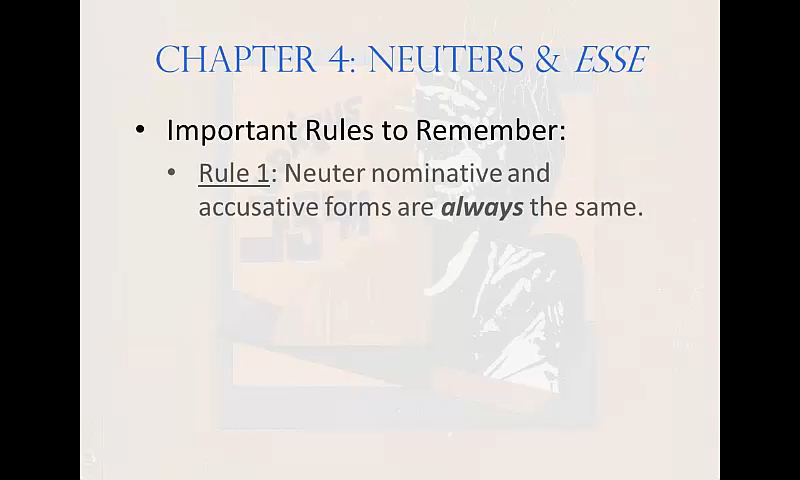 CHAPTER 4: NEUTERS & ESSE
• Important Rules to Remember:
• Rule 1: Neuter nominative and
accusative forms are always the same.